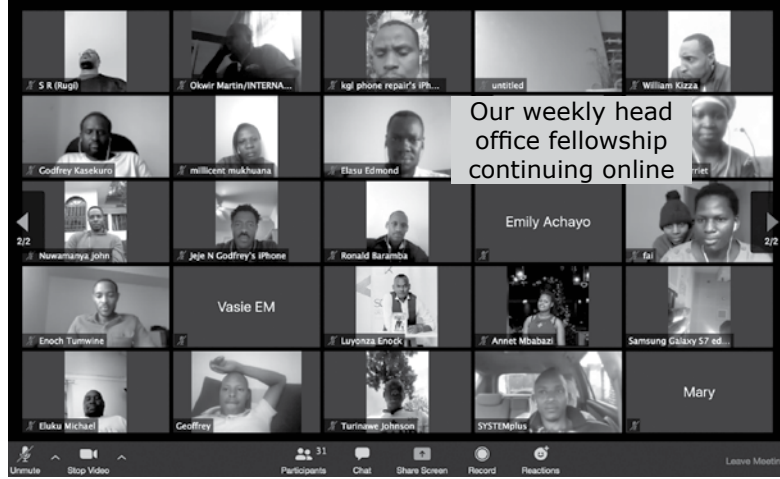 S R (Rugi)
Okwir Martin/INTERNA...
kgl phone repair's iPh...
untitled
William Kizza
Our weekly head
office fellowship
continuing online
Godfrey Kasekuro
millicent mukhuana
Elasu Edmond
rriet
2/2
2/2
Nuwamanya john
Jeje N Godfrey's iPhone
Ronald Baramba
Emily Achayo
fai
Enoch Tumwine
Vasie EM
Luyonza Enock
Annet Mbabazi
Samsung Galaxy S7 ed...
Eluku Michael
Geoffrey
Turinawe Johnson
SYSTEMplus
Mary
31
Unmute
Stop Video
Participants
Chat
Share Screen
Record
Reactions
Leave Meetin